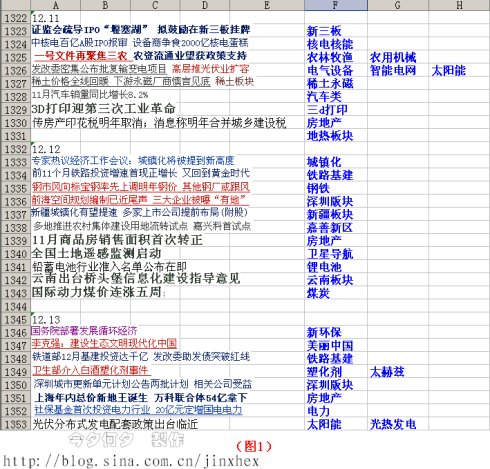 D E F G H
1322 12.11
1323 证监会疏导IPO“堰塞湖” 拟鼓励在新三板挂牌 新三板
1324 中核电百亿A股IPO报审 设备商争食2000亿核电蛋糕 核电核能
1325 一号文件再聚焦三农 农资流通业望获政策支持 农林牧渔 农用机械
1326 发改委密集公布批复输变电项目 高层推光伏业扩容 电气设备 智能电网 太阳能
1327 稀土价格全线回暖 下游永磁厂商慎言见底 稀土板块 稀土永磁
1328 11月汽车销量同比增长8.2% 汽车类
1329 3D打印迎第三次工业革命 三d打印
1330 传房产印花税明年取消;消息称明年合并城乡建设税 房地产
1331 地热板块
1332 12.12
1333 专家热议经济工作会议:城镇化将被提到新高度 城镇化
1334 前11个月铁路投资增速首现正增长 又回到黄金时代 铁路基建
1335 钢市风向标宝钢率先上调明年钢价 其他钢厂或跟风 钢铁
1336 前海空间规划编制已近尾声 三大企业被曝“有地” 深圳版块
1337 新疆城镇化有望提速 多家上市公司提前布局(附股) 新疆板块
1338 多地推进农村集体建设用地流转试点 嘉兴料首试点 嘉善新区
1339 11月商品房销售面积首次转正 房地产
1340 全国土地遥感监测启动 卫星导航
1341 铅蓄电池行业准入名单公布在即 锂电池
1342 云南出台桥头堡信息化建设指导意见 云南板块
1343 国际动力煤价连涨五周: 煤炭
1344
1345 12.13
1346 国务院部署发展循环经济 新环保
1347 李克强:建设生态文明现代化中国 美丽中国
1348 铁道部12月基建投资达千亿 发改委助发债突破红线 铁路基建
1349 卫生部介入白酒塑化剂事件 塑化剂 太赫兹
1350 深圳城市更新单元计划公告两批计划 相关公司受益 深圳版块
1351 上海年内总价新地王诞生 万科联合体54亿拿下 房地产
1352 社保基金首次投资电力行业 20亿元定增国电电力 电力
1353 光伏分布式发电配套政策出台临近 太阳能 光热发电
今夕何夕 制作
(图1)
http://blog.sina.com.cn/jinxhex